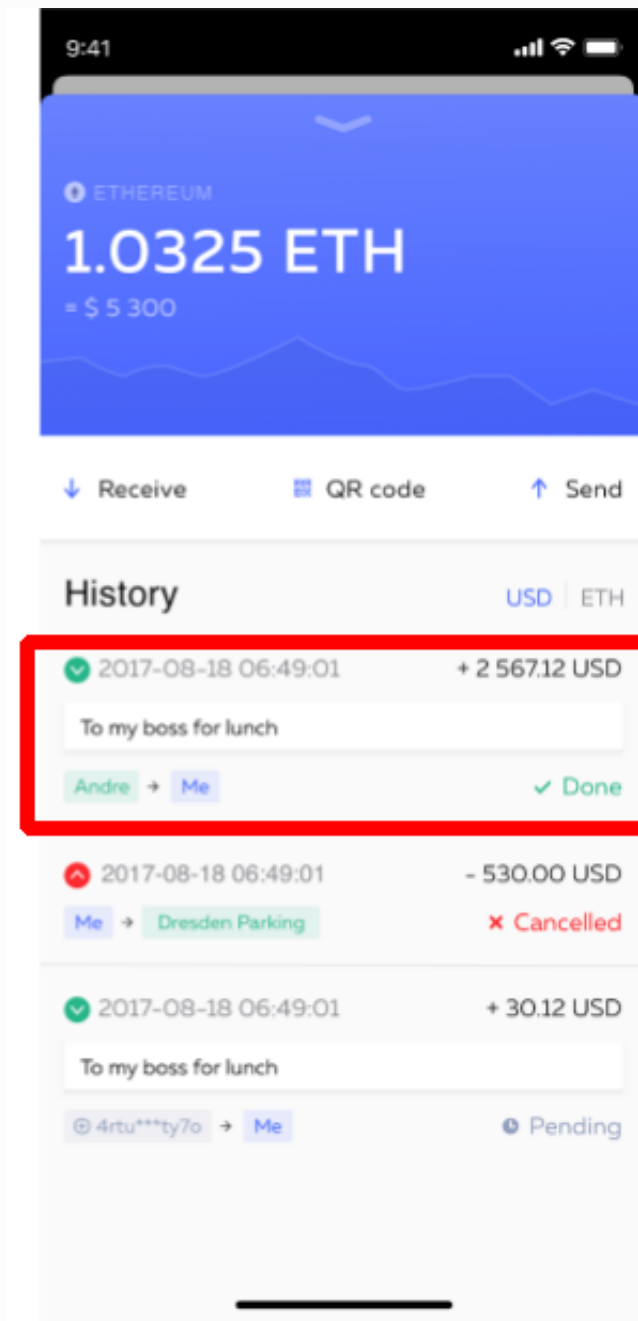 9:41
ETHEREUM
1.0325 ETH
= $ 5 300
Receive QR code Send
History USD ETH
2017-08-18 06:49:01 + 2 567.12 USD
To my boss for lunch
Andre → Me ✓ Done
2017-08-18 06:49:01 - 530.00 USD
Me → Dresden Parking × Cancelled
2017-08-18 06:49:01 + 30.12 USD
To my boss for lunch
4rtu***ty7o → Me Pending